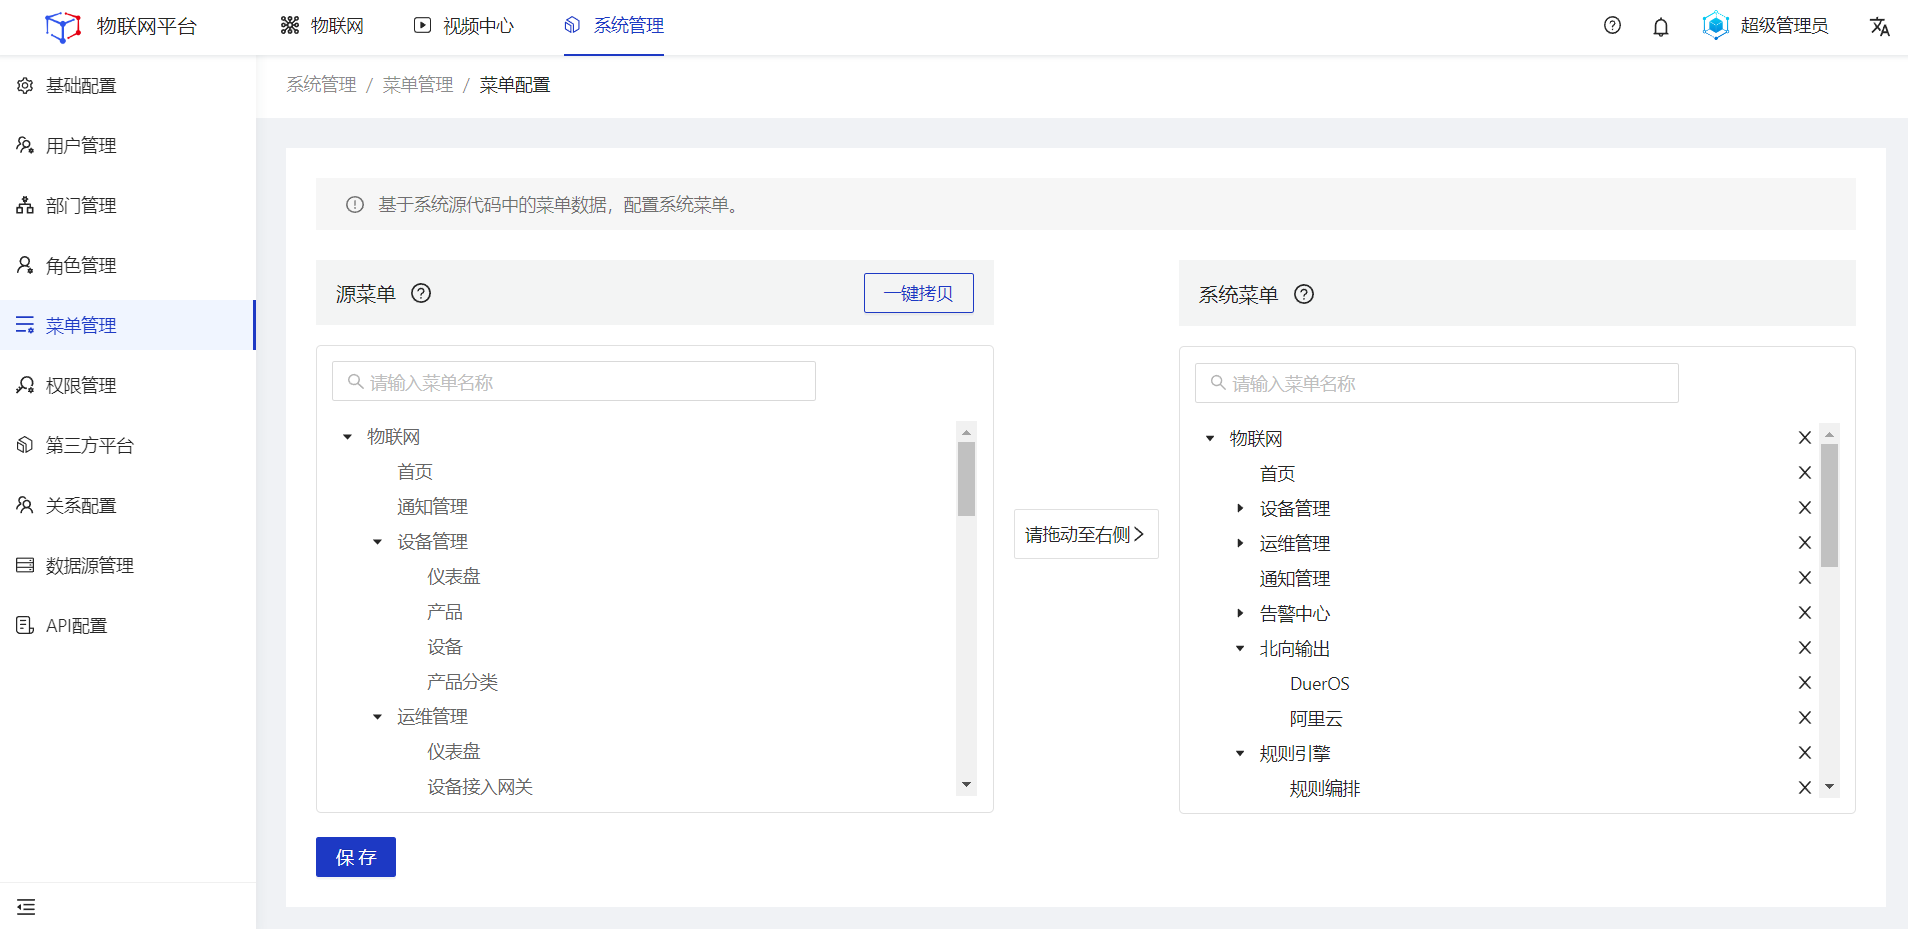 物联网平台
物联网
视频中心
系统管理
超级管理员
基础配置
用户管理
部门管理
角色管理
菜单管理
权限管理
第三方平台
关系配置
数据源管理
API配置
系统管理 / 菜单管理 / 菜单配置
基于系统源代码中的菜单数据，配置系统菜单。
源菜单
一键拷贝
请输入菜单名称
物联网
首页
通知管理
设备管理
仪表盘
产品
设备
产品分类
运维管理
仪表盘
设备接入网关
请拖动至右侧
系统菜单
请输入菜单名称
物联网
首页
设备管理
运维管理
通知管理
告警中心
北向输出
DuerOS
阿里云
规则引擎
规则编排
保存